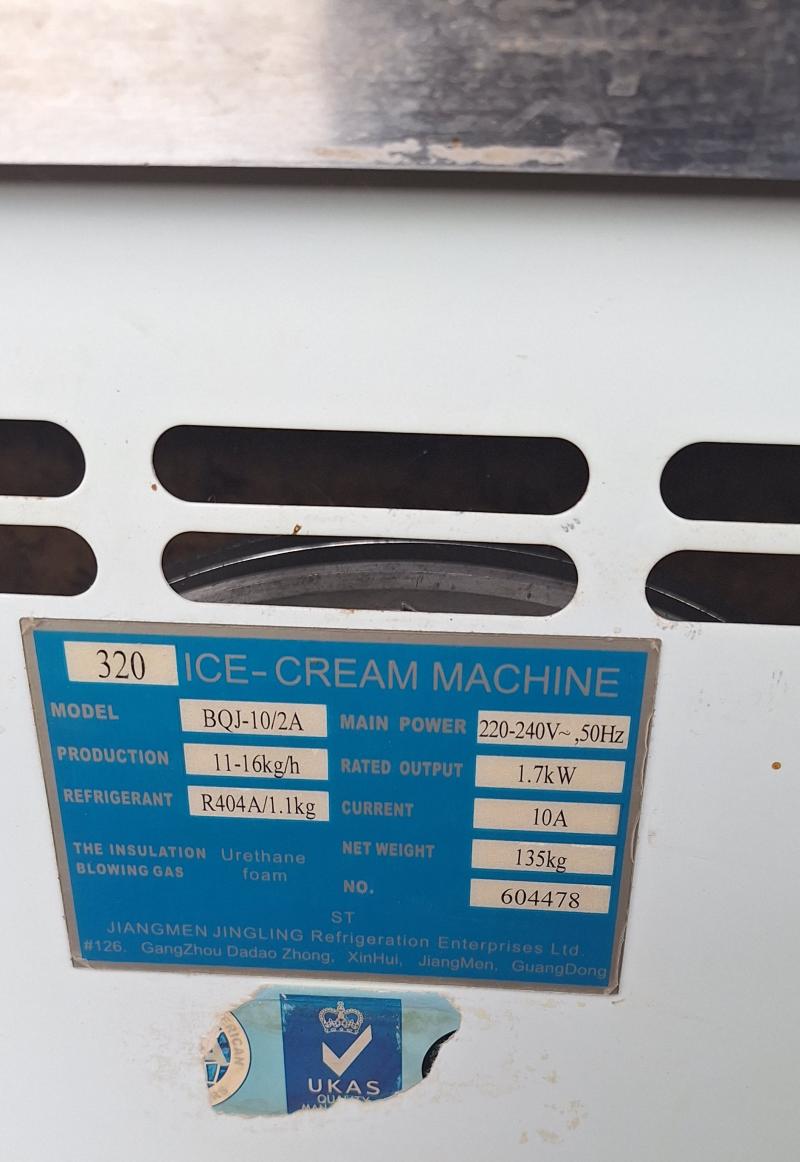 320 ICE-CREAM MACHINE
MODEL BQJ-10/2A MAIN POWER 220-240V~,50Hz
PRODUCTION 11-16kg/h RATED OUTPUT 1.7kW
REFRIGERANT R404A/1.1kg CURRENT 10A
THE INSULATION BLOWING GAS Urethane foam NET WEIGHT 135kg
NO. 604478
ST
JIANGMEN JINGLING Refrigeration Enterprises Ltd.
#126. GangZhou Dadao Zhong, XinHui, JiangMen, GuangDong
UKAS
QUALITY